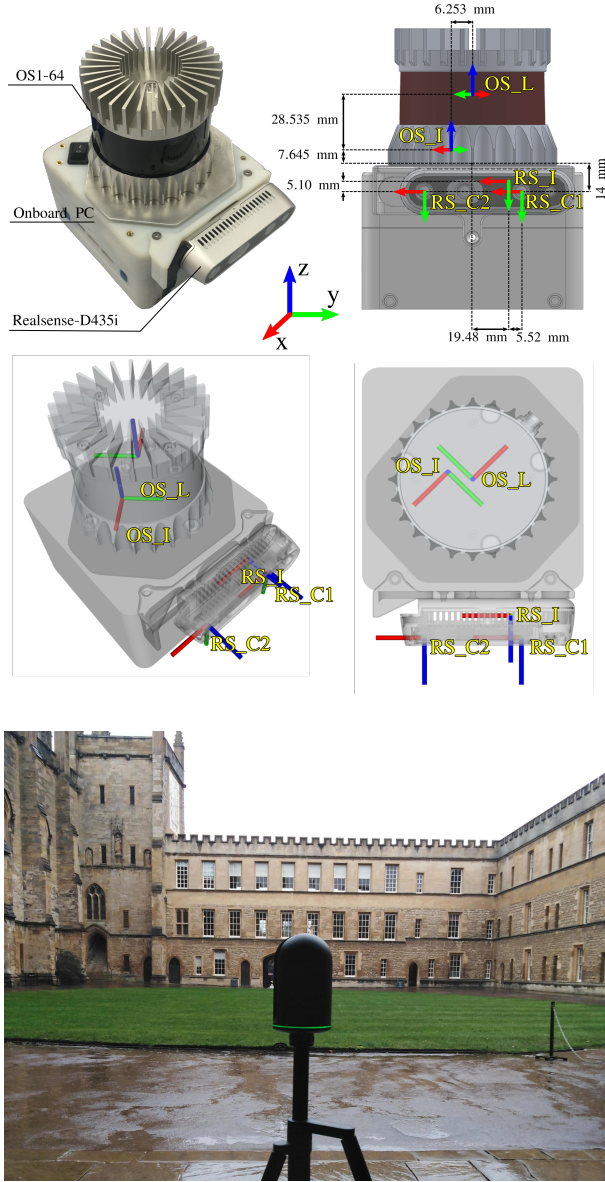 OS1-64
Onboard PC
Realsense-D435i
z
y
x
6.253 mm
OS_L
28.535 mm
OS_I
7.645 mm
RS_I
14 mm
5.10 mm
RS_C2
RS_C1
19.48 mm
5.52 mm
OS_L
OS_I
RS_I
RS_C1
RS_C2
OS_I
OS_L
RS_I
RS_C2
RS_C1